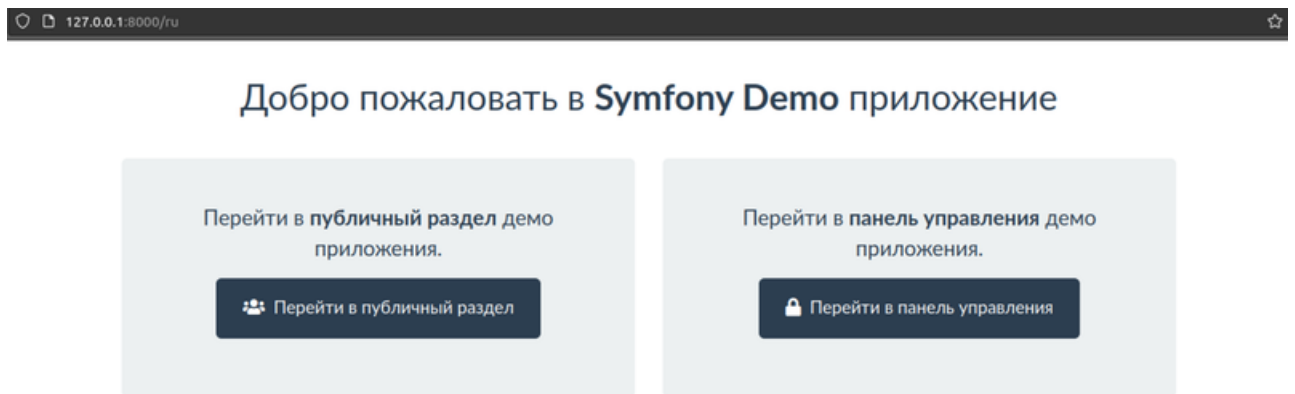 127.0.0.1:8000/ru
Добро пожаловать в Symfony Demo приложение
Перейти в публичный раздел демо
приложения.
Перейти в публичный раздел
Перейти в панель управления демо
приложения.
Перейти в панель управления